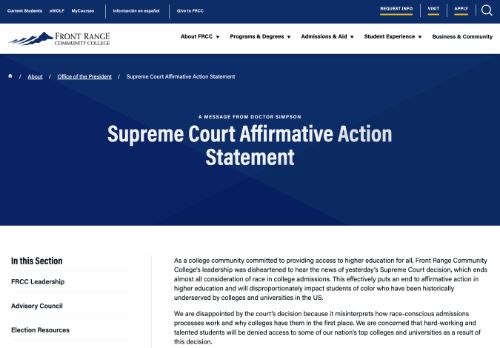 Current Students eWOLF MyCourses Información en español Give to FRCC REQUEST INFO VISIT APPLY
FRONT RANGE
COMMUNITY COLLEGE
About FRCC Programs & Degrees Admissions & Aid Student Experience Business & Community
/ About / Office of the President / Supreme Court Affirmative Action Statement
A MESSAGE FROM DOCTOR SIMPSON
Supreme Court Affirmative Action
Statement
In this Section
FRCC Leadership
Advisory Council
Election Resources
As a college community committed to providing access to higher education for all, Front Range Community
College's leadership was disheartened to hear the news of yesterday's Supreme Court decision, which ends
almost all consideration of race in college admissions. This effectively puts an end to affirmative action in
higher education and will disproportionately impact students of color who have been historically
underserved by colleges and universities in the US.
We are disappointed by the court's decision because it misinterprets how race-conscious admissions
processes work and why colleges have them in the first place. We are concerned that hard-working and
talented students will be denied access to some of our nation's top colleges and universities as a result of
this decision.